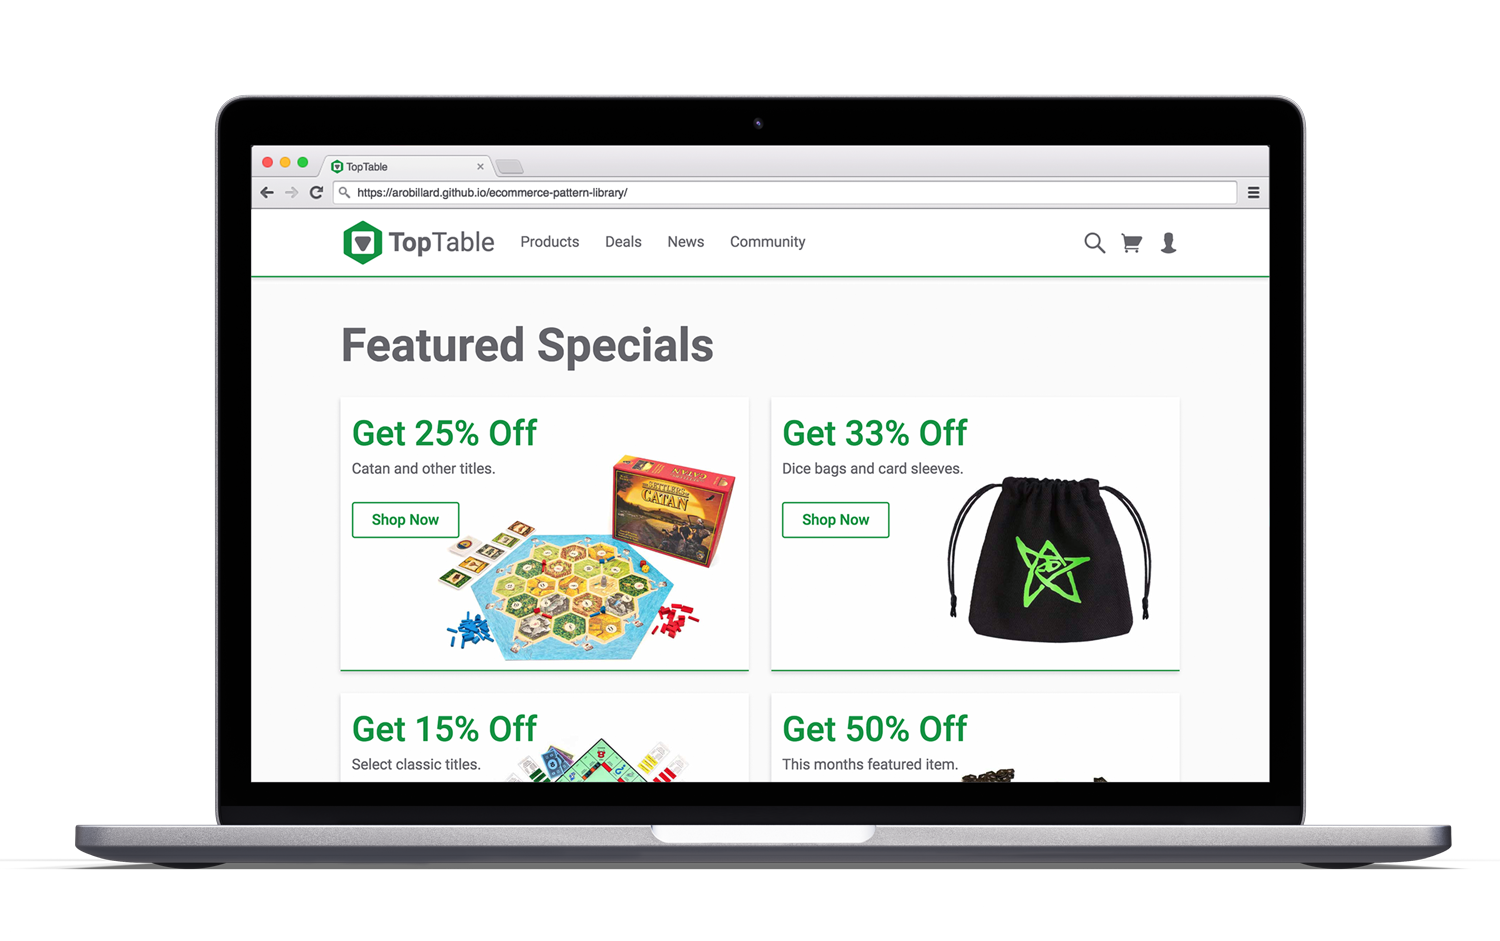 TopTable
https://arobillard.github.io/ecommerce-pattern-library/
TopTable
Products
Deals
News
Community
Featured Specials
Get 25% Off
Catan and other titles.
Shop Now
SETTLERS
CATAN
CATAN
Get 33% Off
Dice bags and card sleeves.
Shop Now
Get 15% Off
Select classic titles.
Get 50% Off
This months featured item.